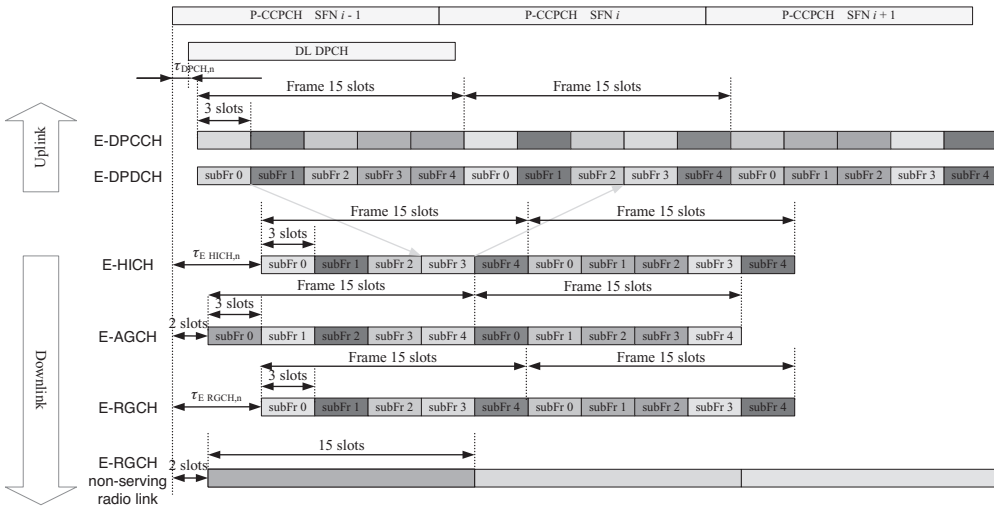 P-CCPCH SFN i - 1 P-CCPCH SFN i P-CCPCH SFN i + 1
DL DPCH
τDPCH,n
Frame 15 slots Frame 15 slots
3 slots
Uplink
E-DPCCH
E-DPDCH subFr 0 subFr 1 subFr 2 subFr 3 subFr 4 subFr 0 subFr 1 subFr 2 subFr 3 subFr 4 subFr 0 subFr 1 subFr 2 subFr 3 subFr 4
Frame 15 slots Frame 15 slots
3 slots
τE HICH,n
E-HICH subFr 0 subFr 1 subFr 2 subFr 3 subFr 4 subFr 0 subFr 1 subFr 2 subFr 3 subFr 4
Frame 15 slots Frame 15 slots
3 slots
2 slots
E-AGCH subFr 0 subFr 1 subFr 2 subFr 3 subFr 4 subFr 0 subFr 1 subFr 2 subFr 3 subFr 4
Downlink
Frame 15 slots Frame 15 slots
3 slots
τE RGCH,n
E-RGCH subFr 0 subFr 1 subFr 2 subFr 3 subFr 4 subFr 0 subFr 1 subFr 2 subFr 3 subFr 4
15 slots
E-RGCH
2 slots
non-serving
radio link